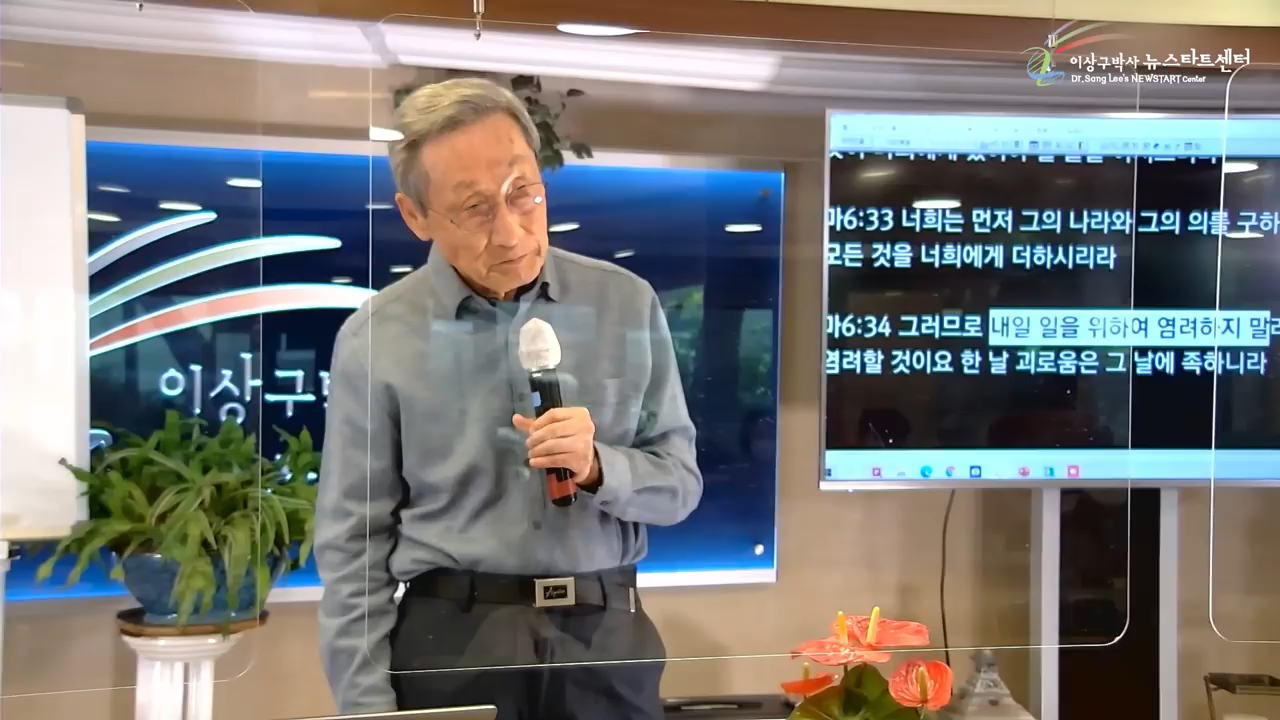 이상구박사 뉴스타트센터
Dr. Sang Lee's NEWSTART Center
마6:33 너희는 먼저 그의 나라와 그의 의를 구하
모든 것을 너희에게 더하시리라
마6:34 그러므로 내일 일을 위하여 염려하지 말라
염려할 것이요 한 날 괴로움은 그 날에 족하니라
이상구